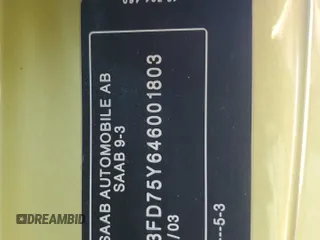 SAAB AUTOMOBILE AB
SAAB 9-3
3FD75Y646001803
/03
---5-3
DREAMBID